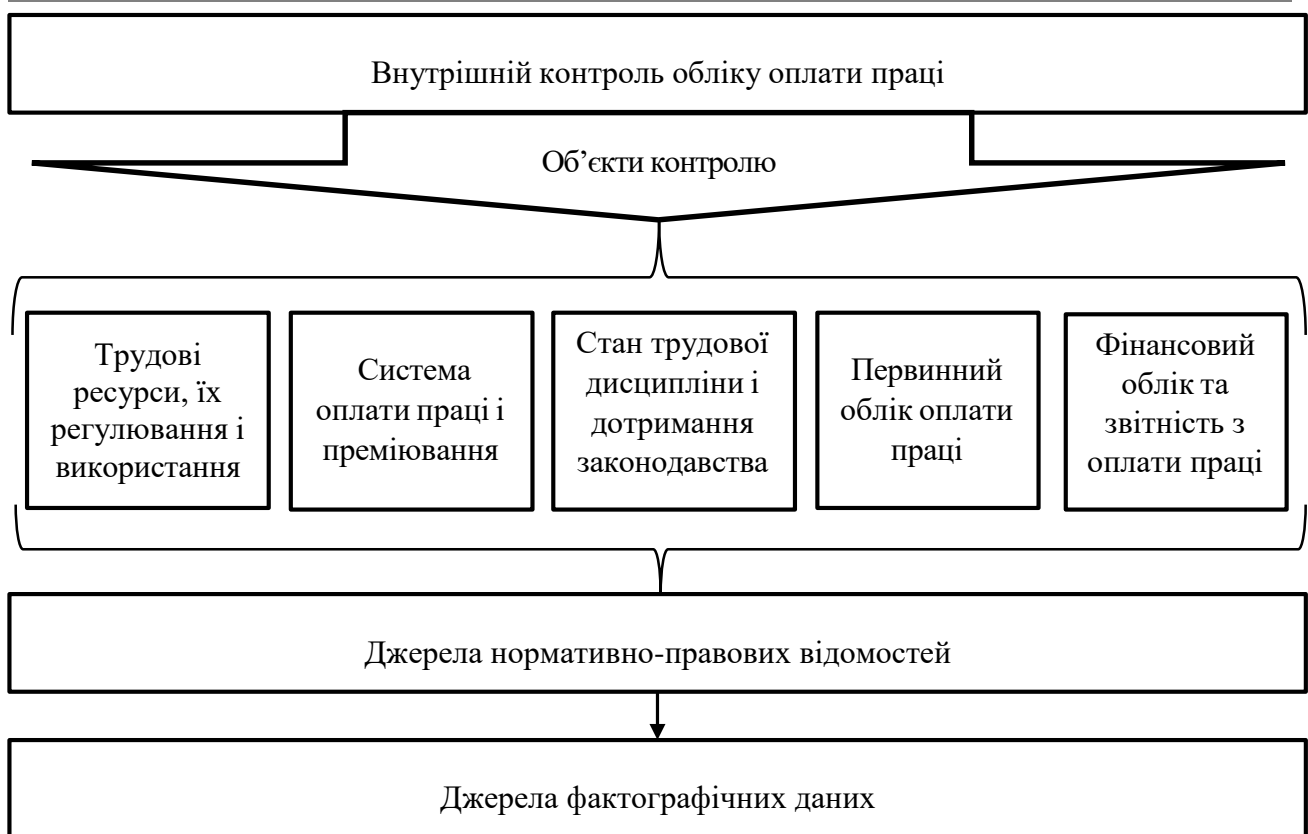 Внутрішній контроль обліку оплати праці
Об’єкти контролю
Трудові
ресурси, їх
регулювання і
використання
Система
оплати праці і
преміювання
Стан трудової
дисципліни і
дотримання
законодавства
Первинний
облік оплати
праці
Фінансовий
облік та
звітність з
оплати праці
Джерела нормативно-правових відомостей
Джерела фактографічних даних